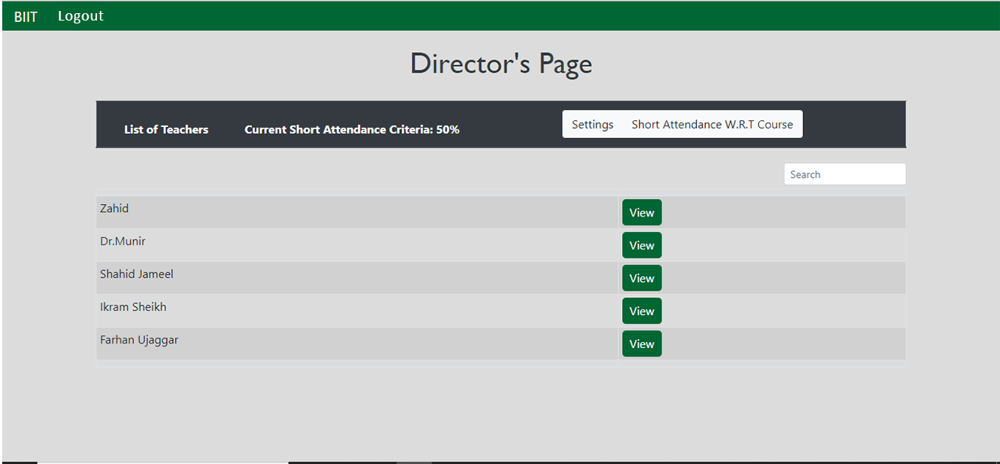 BIIT Logout
Director's Page
List of Teachers Current Short Attendance Criteria: 50% Settings Short Attendance W.R.T Course
Search
Zahid View
Dr.Munir View
Shahid Jameel View
Ikram Sheikh View
Farhan Ujaggar View